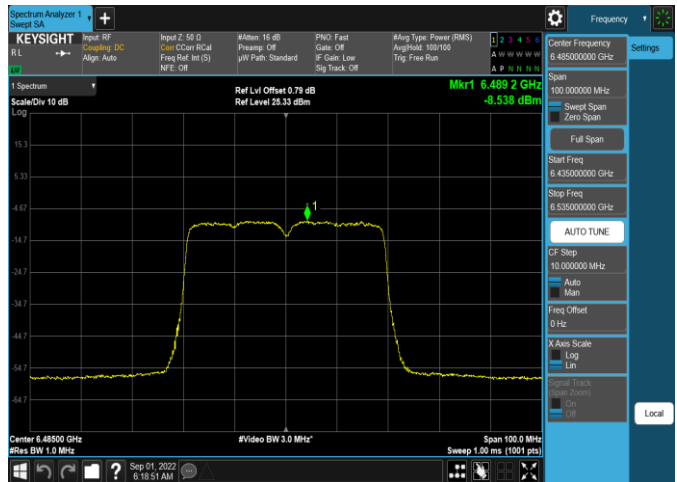 Spectrum Analyzer 1
Swept SA
+
Frequency
KEYSIGHT
R L
LV
Input: RF
Coupling: DC
Align: Auto
Input Z: 50 Ω
Corr CCorr RCal
Freq Ref: Int (S)
NFE: Off
#Atten: 16 dB
Preamp: Off
µW Path: Standard
PNO: Fast
Gate: Off
IF Gain: Low
Sig Track: Off
#Avg Type: Power (RMS)
Avg|Hold: 100/100
Trig: Free Run
1 2 3 4 5 6
A W W W W W
A P N N N N
1 Spectrum
Scale/Div 10 dB
Log
Ref Lvl Offset 0.79 dB
Ref Level 25.33 dBm
Mkr1 6.489 2 GHz
-8.538 dBm
15.3
5.33
-4.67
-14.7
-24.7
-34.7
-44.7
-54.7
-64.7
1
Center 6.48500 GHz
#Res BW 1.0 MHz
#Video BW 3.0 MHz*
Span 100.0 MHz
Sweep 1.00 ms (1001 pts)
Center Frequency
6.485000000 GHz
Span
100.000000 MHz
Swept Span
Zero Span
Full Span
Start Freq
6.435000000 GHz
Stop Freq
6.535000000 GHz
AUTO TUNE
CF Step
10.000000 MHz
Auto
Man
Freq Offset
0 Hz
X Axis Scale
Log
Lin
Signal Track
(Span Zoom)
On
Off
Settings
Local
?
Sep 01, 2022
6:18:51 AM